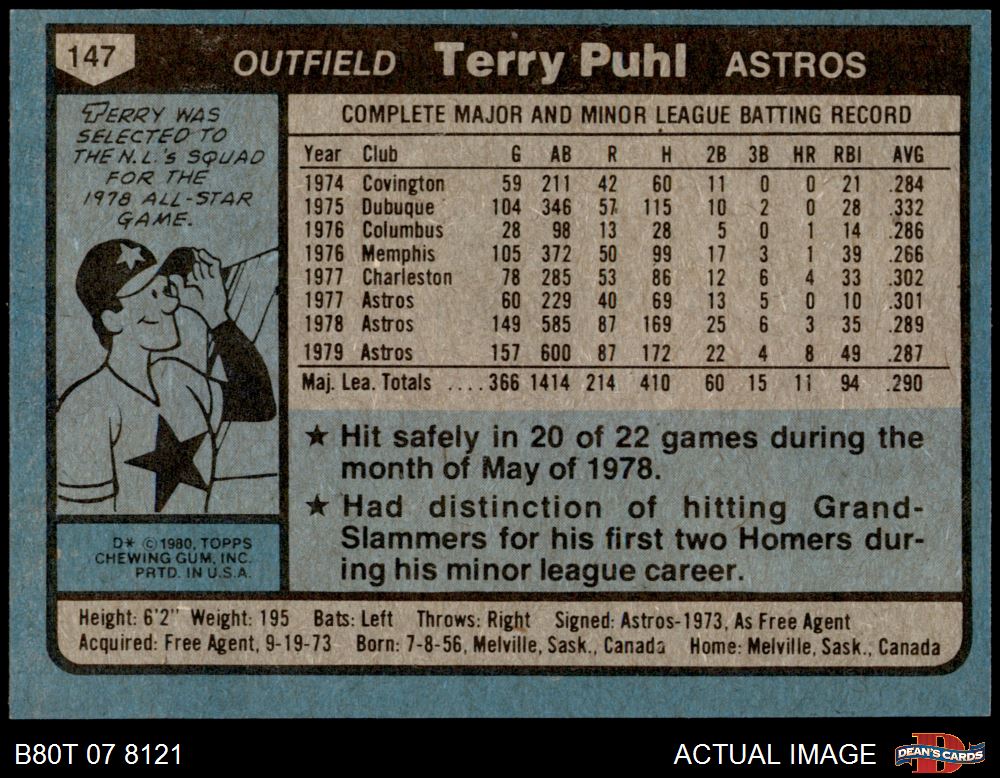 147
OUTFIELD Terry Puhl ASTROS
TERRY WAS
SELECTED TO
THE N.L.'s SQUAD
FOR THE
1978 ALL-STAR
GAME.
D* © 1980, TOPPS
CHEWING GUM, INC.
PRTD. IN U.S.A.
COMPLETE MAJOR AND MINOR LEAGUE BATTING RECORD
Year Club G AB R H 2B 3B HR RBI AVG
1974 Covington 59 211 42 60 11 0 0 21 .284
1975 Dubuque 104 346 57 115 10 2 0 28 .332
1976 Columbus 28 98 13 28 5 0 1 14 .286
1976 Memphis 105 372 50 99 17 3 1 39 .266
1977 Charleston 78 285 53 86 12 6 4 33 .302
1977 Astros 60 229 40 69 13 5 0 10 .301
1978 Astros 149 585 87 169 25 6 3 35 .289
1979 Astros 157 600 87 172 22 4 8 49 .287
Maj. Lea. Totals ....366 1414 214 410 60 15 11 94 .290
★ Hit safely in 20 of 22 games during the
month of May of 1978.
★ Had distinction of hitting Grand-
Slammers for his first two Homers dur-
ing his minor league career.
Height: 6'2" Weight: 195 Bats: Left Throws: Right Signed: Astros-1973, As Free Agent
Acquired: Free Agent, 9-19-73 Born: 7-8-56, Melville, Sask., Canada Home: Melville, Sask., Canada
B80T 07 8121
ACTUAL IMAGE
DEAN'S CARDS